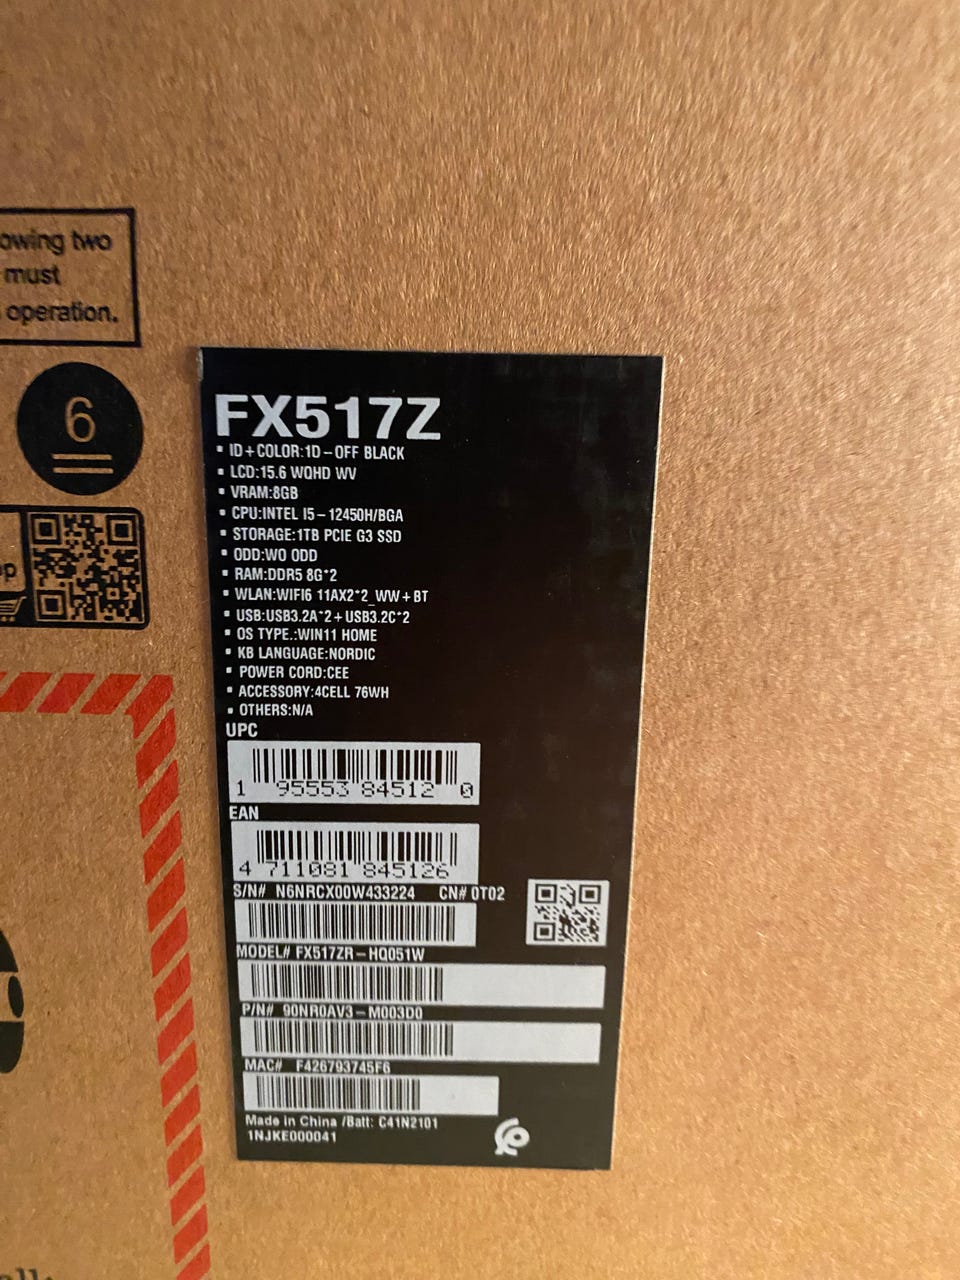 owing two
must
operation.
6
op
FX517Z
▪ ID+COLOR:1D-OFF BLACK
▪ LCD:15.6 WQHD WV
▪ VRAM:8GB
▪ CPU:INTEL I5-12450H/BGA
▪ STORAGE:1TB PCIE G3 SSD
▪ ODD:WO ODD
▪ RAM:DDR5 8G*2
▪ WLAN:WIFI6 11AX2*2_WW+BT
▪ USB:USB3.2A*2+USB3.2C*2
▪ OS TYPE.:WIN11 HOME
▪ KB LANGUAGE:NORDIC
▪ POWER CORD:CEE
▪ ACCESSORY:4CELL 76WH
▪ OTHERS:N/A
UPC
1 95553 84512 0
EAN
4 711081 845126
S/N# N6NRCX00W433224 CN# 0T02
MODEL# FX517ZR-HQ051W
P/N# 90NR0AV3-M003D0
MAC# F426793745F6
Made in China /Batt: C41N2101
1NJKE000041